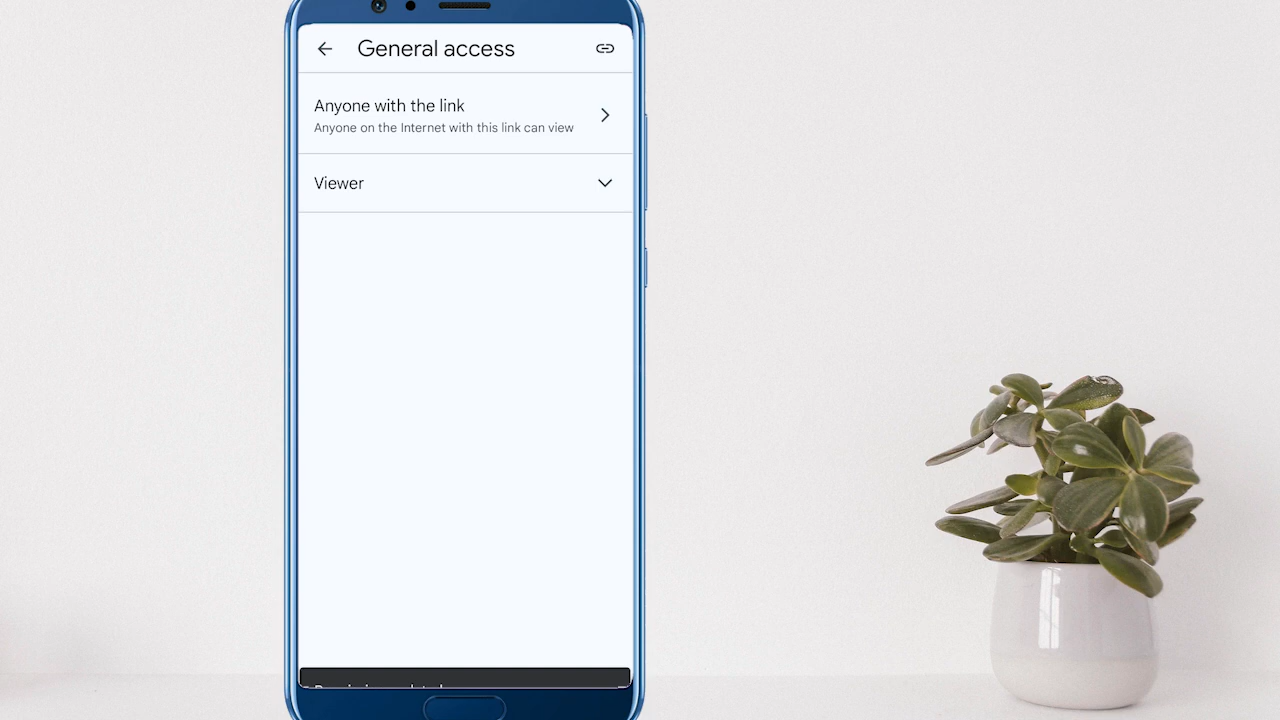 General access
Anyone with the link
Anyone on the Internet with this link can view
Viewer